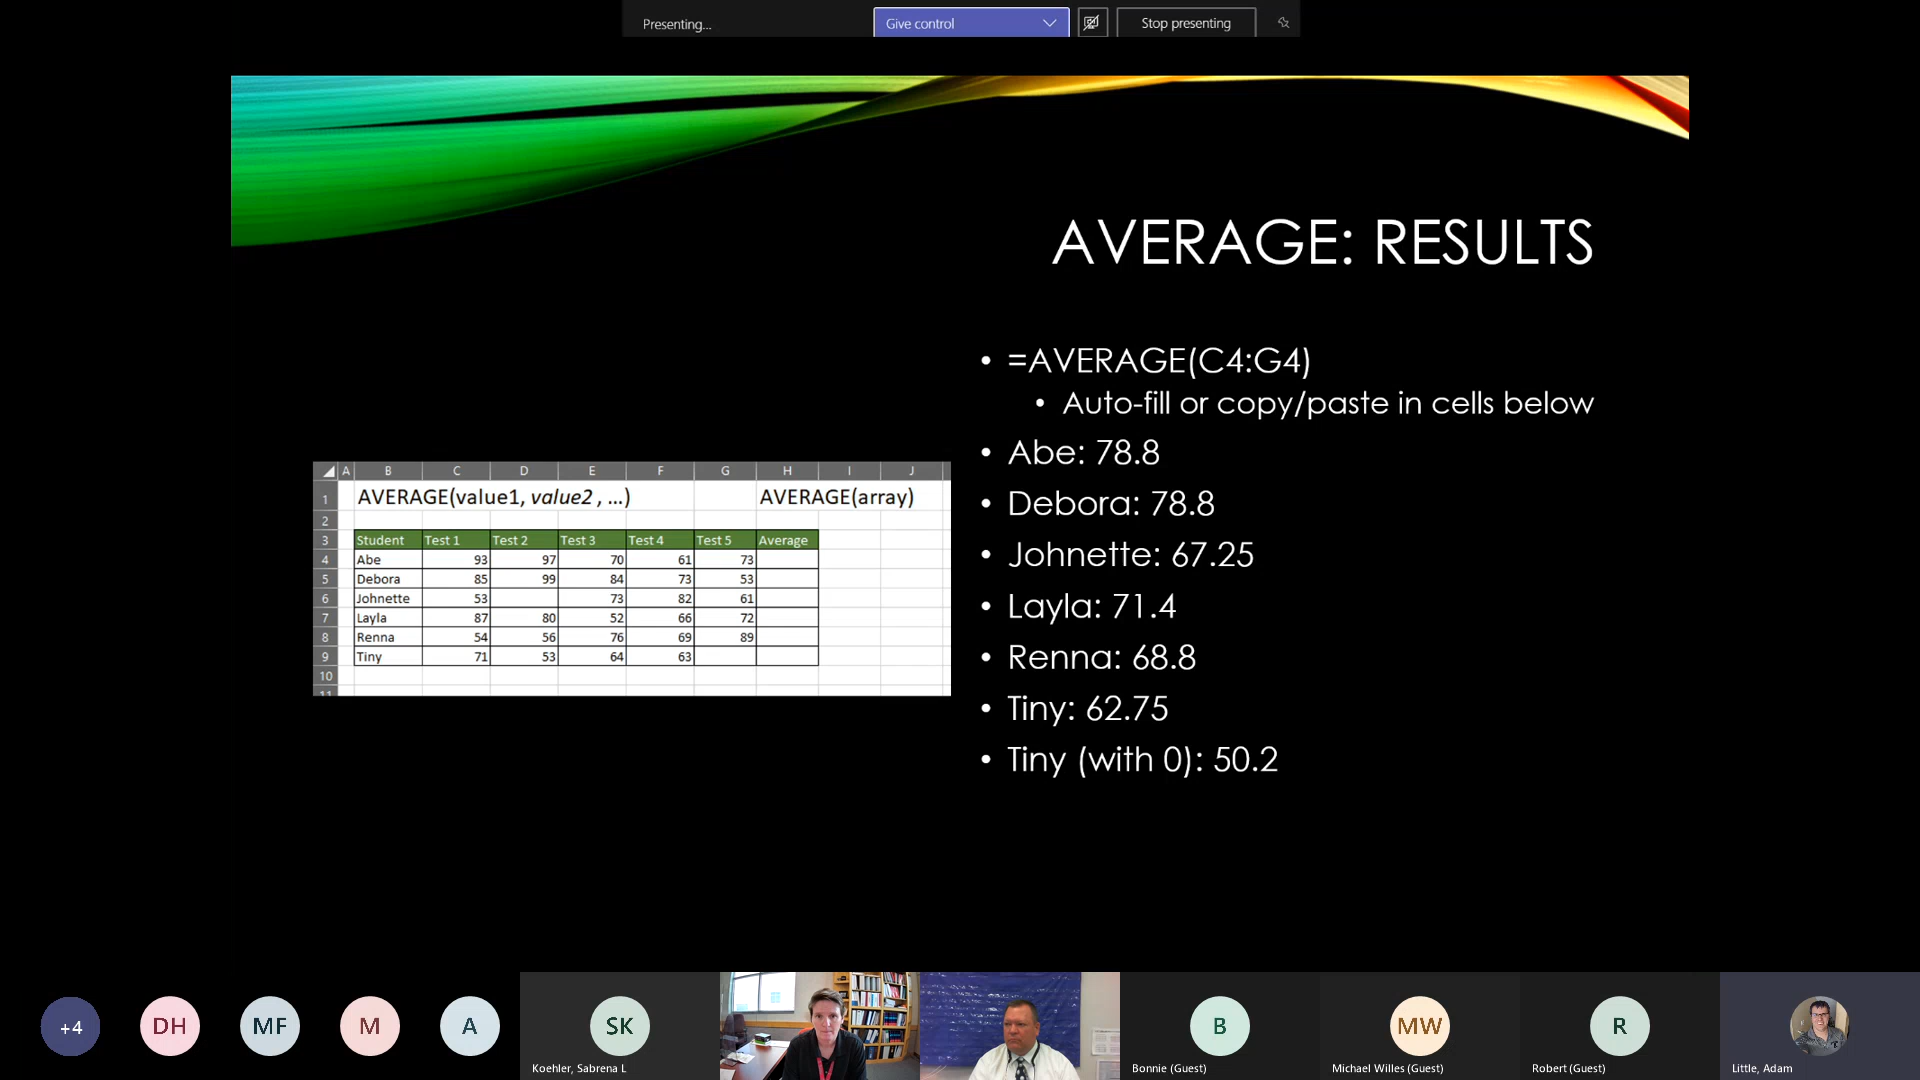 Presenting...
Give control
Stop presenting
AVERAGE: RESULTS
• =AVERAGE(C4:G4)
• Auto-fill or copy/paste in cells below
• Abe: 78.8
• Debora: 78.8
• Johnette: 67.25
• Layla: 71.4
• Renna: 68.8
• Tiny: 62.75
• Tiny (with 0): 50.2
A B C D E F G H I J
1 AVERAGE(value1, value2 , ...) AVERAGE(array)
2
3 Student Test 1 Test 2 Test 3 Test 4 Test 5 Average
4 Abe 93 97 70 61 73
5 Debora 85 99 84 73 53
6 Johnette 53 73 82 61
7 Layla 87 80 52 66 72
8 Renna 54 56 76 69 89
9 Tiny 71 53 64 63
10
11
+4 DH MF M A SK B MW R
Koehler, Sabrena L Bonnie (Guest) Michael Willes (Guest) Robert (Guest) Little, Adam